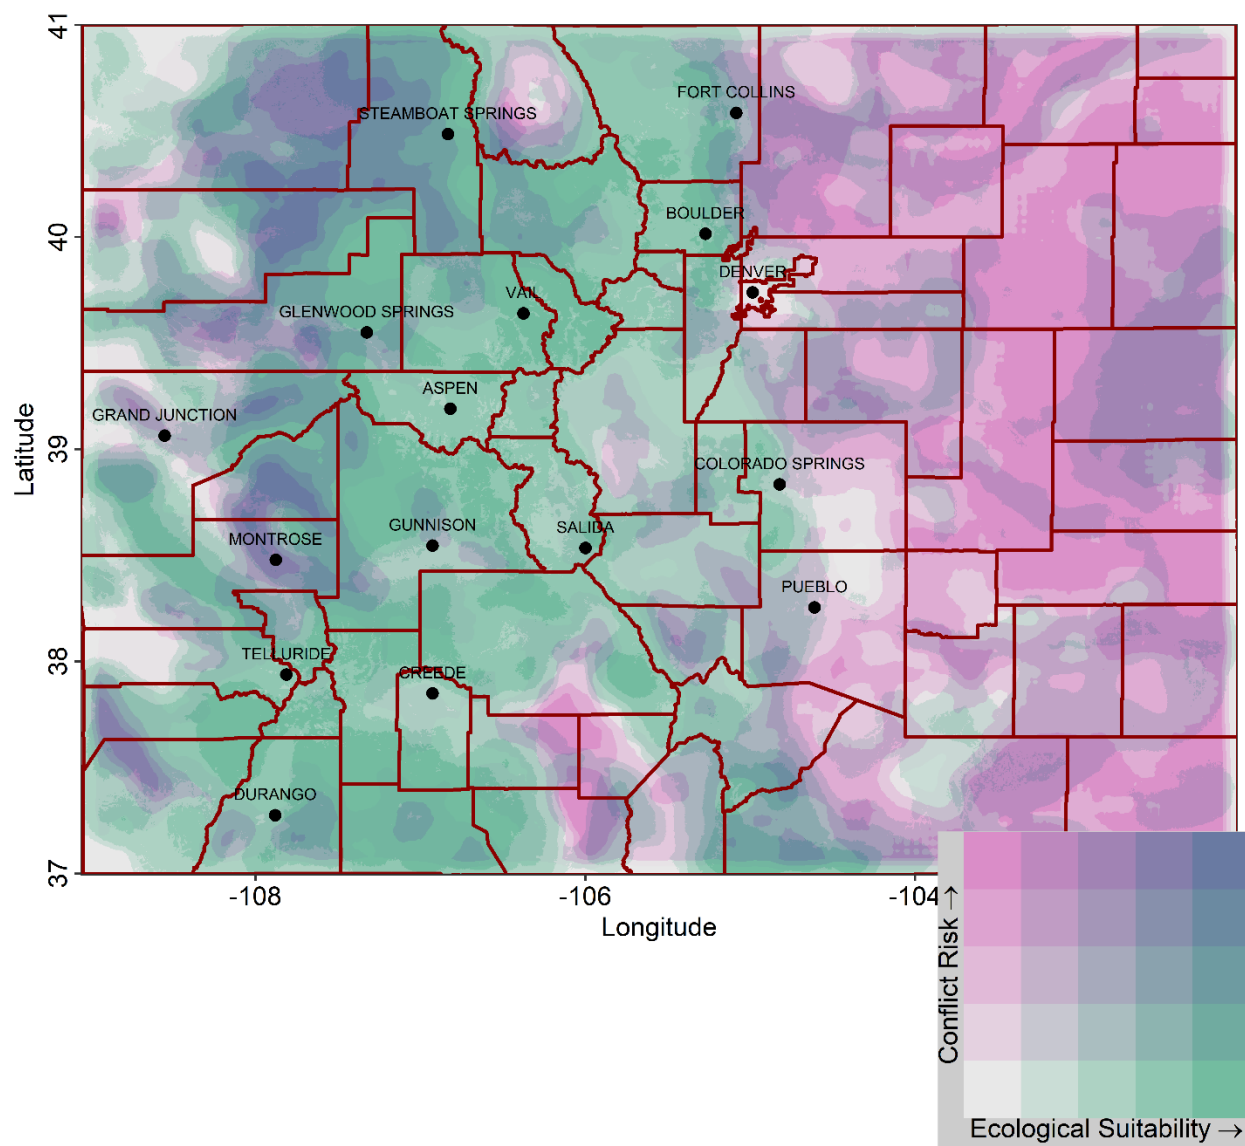 41
FORT COLLINS
STEAMBOAT SPRINGS
BOULDER
40
DENVER
VAIL
GLENWOOD SPRINGS
ASPEN
GRAND JUNCTION
Latitude
39
COLORADO SPRINGS
GUNNISON
SALIDA
MONTROSE
PUEBLO
38
TELLURIDE
CREEDE
DURANGO
37
-108
-106
-104
Longitude
Conflict Risk →
Ecological Suitability →